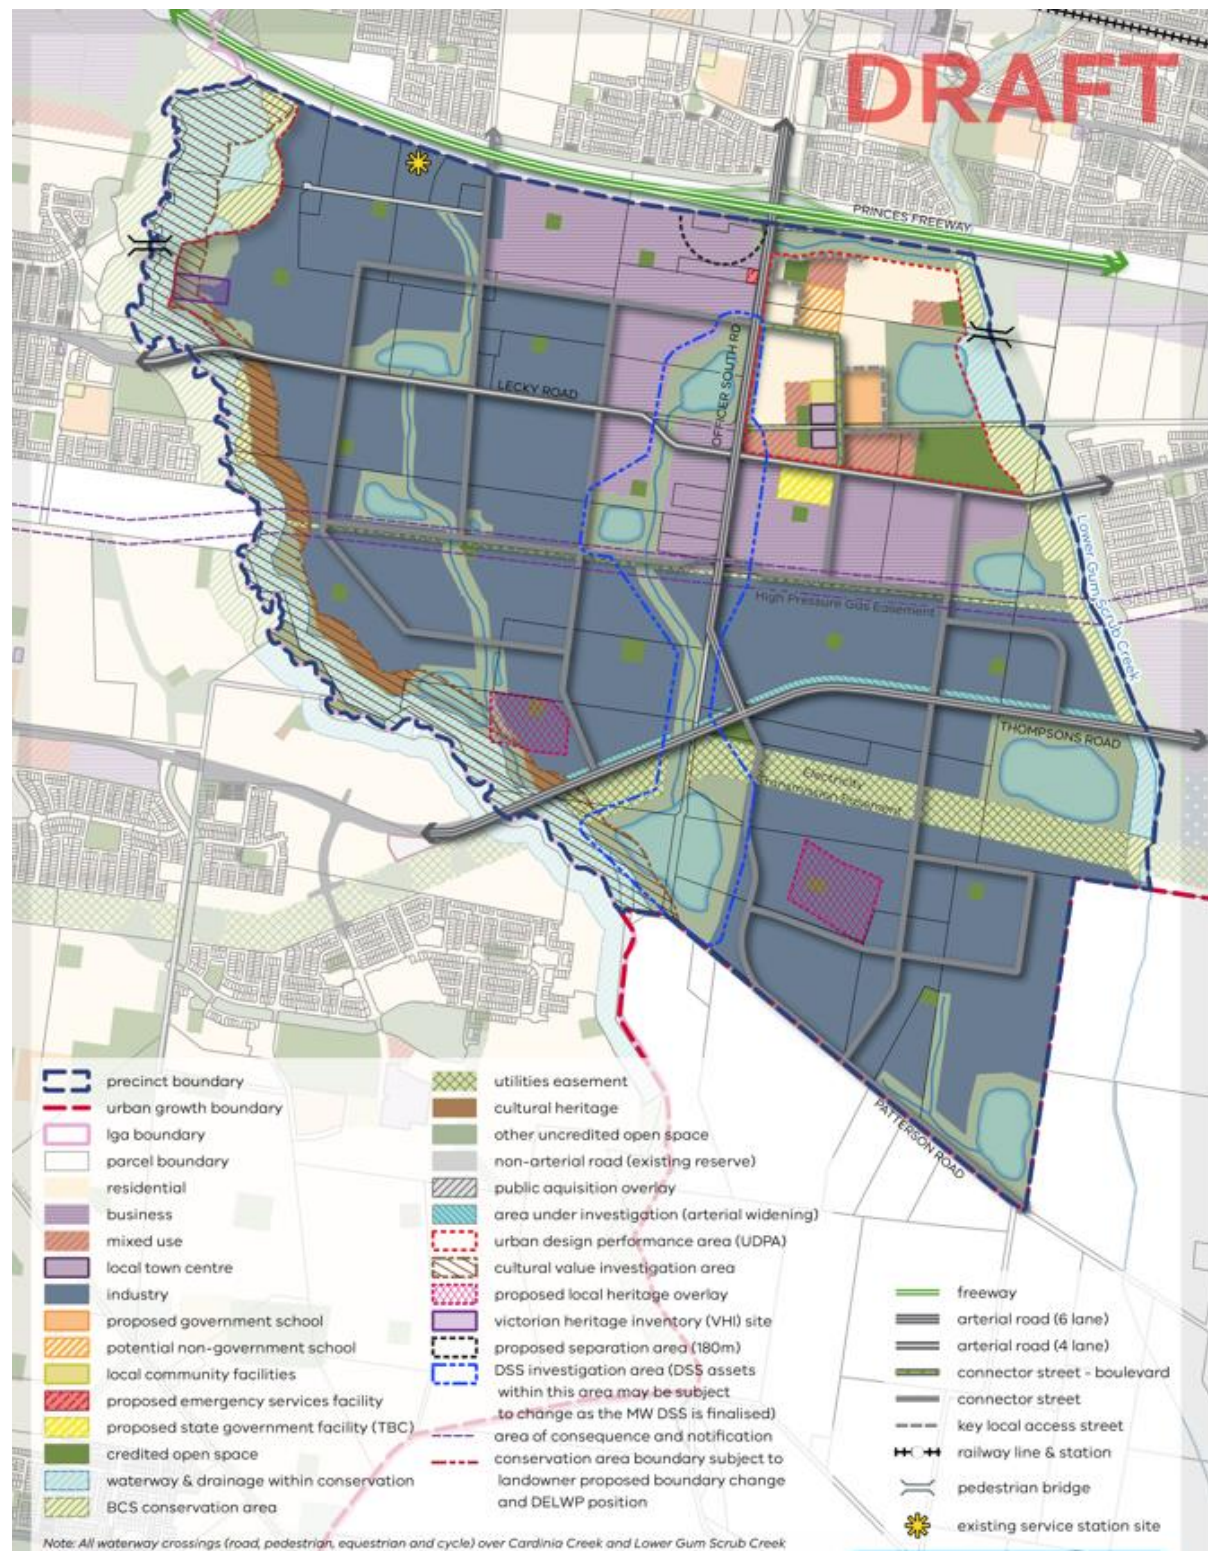 DRAFT
PRINCES FREEWAY
OFFICER SOUTH RD
LECKY ROAD
Lower Gum Scrub Creek
High Pressure Gas Easement
THOMPSONS ROAD
Electricity
Transmission Easement
PATTERSON ROAD
precinct boundary
urban growth boundary
lga boundary
parcel boundary
residential
business
mixed use
local town centre
industry
proposed government school
potential non-government school
local community facilities
proposed emergency services facility
proposed state government facility (TBC)
credited open space
waterway & drainage within conservation
BCS conservation area
utilities easement
cultural heritage
other uncredited open space
non-arterial road (existing reserve)
public aquisition overlay
area under investigation (arterial widening)
urban design performance area (UDPA)
cultural value investigation area
proposed local heritage overlay
victorian heritage inventory (VHI) site
proposed separation area (180m)
DSS investigation area (DSS assets
within this area may be subject
to change as the MW DSS is finalised)
area of consequence and notification
conservation area boundary subject to
landowner proposed boundary change
and DELWP position
freeway
arterial road (6 lane)
arterial road (4 lane)
connector street - boulevard
connector street
key local access street
railway line & station
pedestrian bridge
existing service station site
Note: All waterway crossings (road, pedestrian, equestrian and cycle) over Cardinia Creek and Lower Gum Scrub Creek